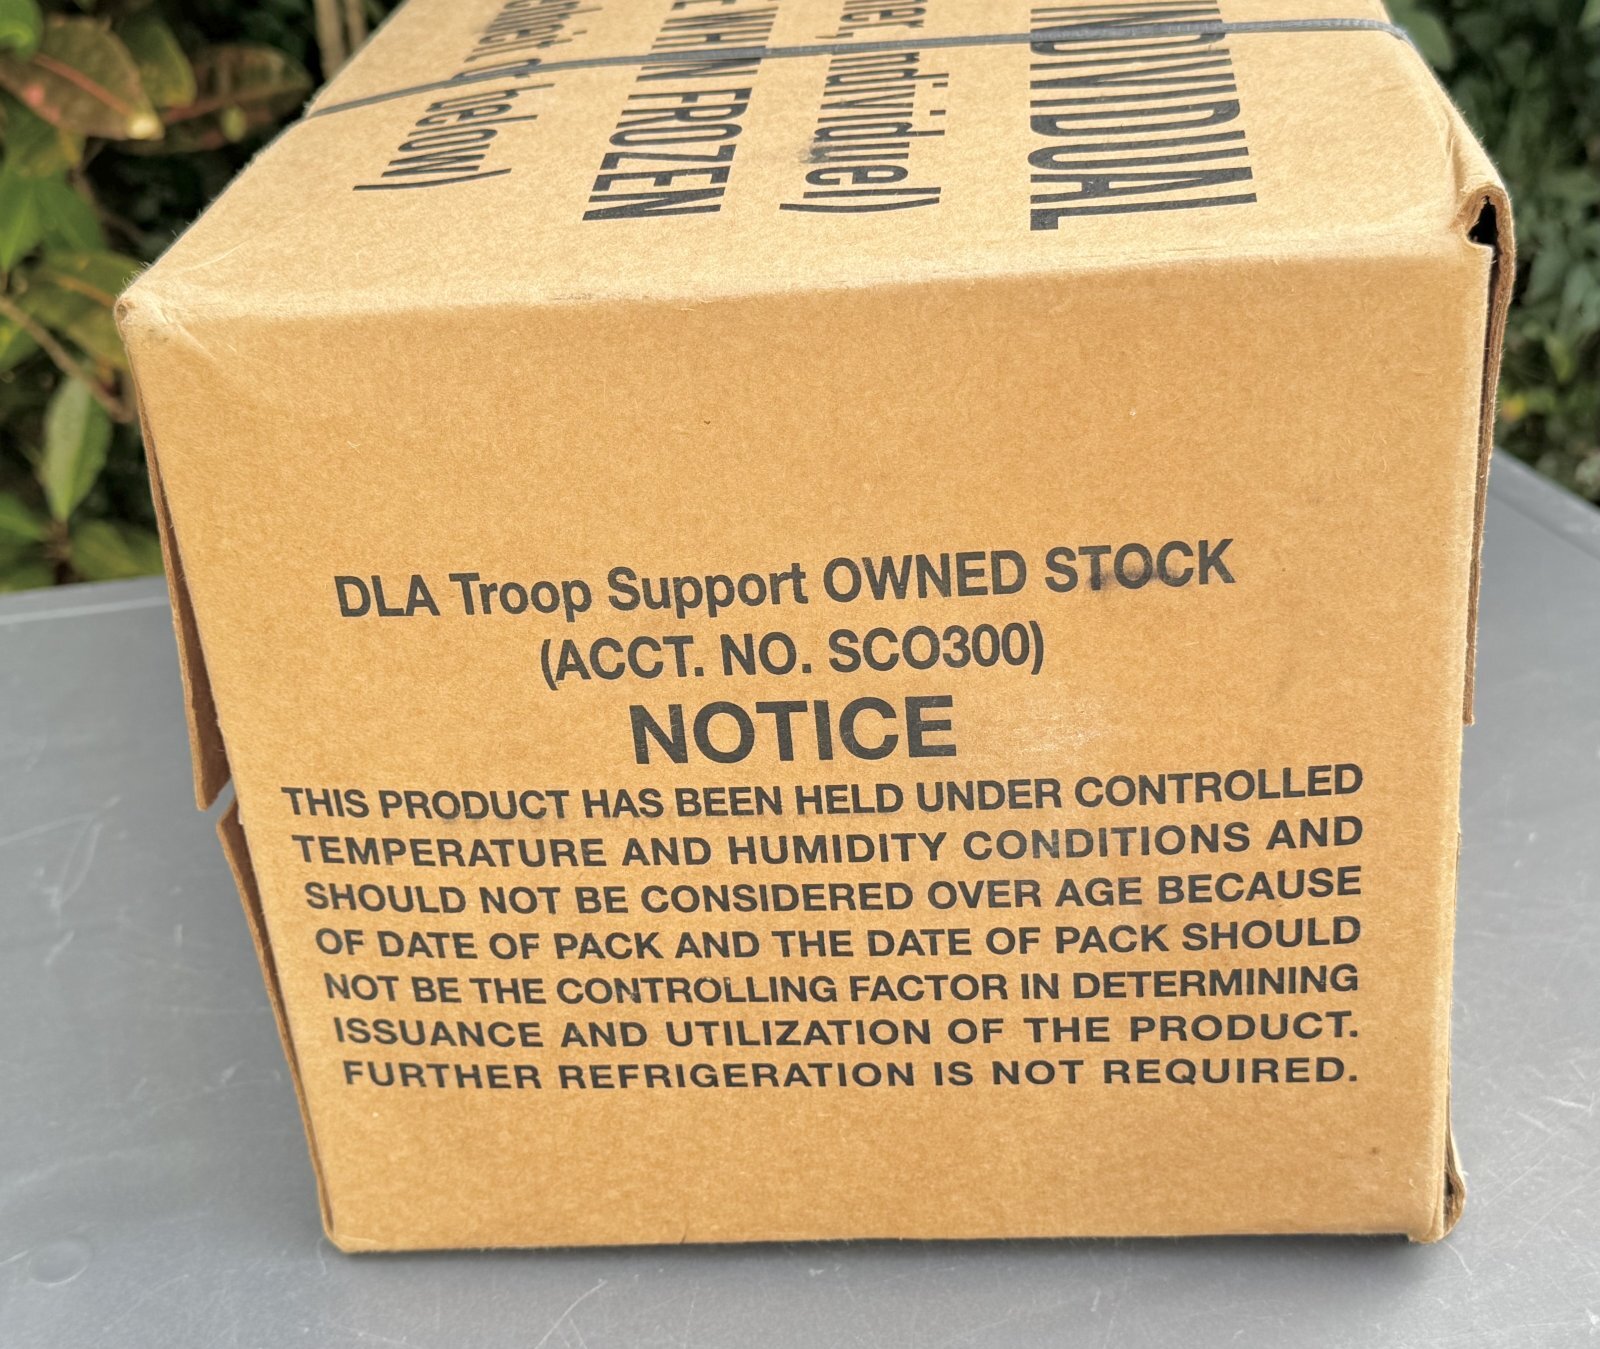 INDIVIDUAL
individuel)
MAIN FROZEN
below)
DLA Troop Support OWNED STOCK
(ACCT. NO. SCO300)
NOTICE
THIS PRODUCT HAS BEEN HELD UNDER CONTROLLED
TEMPERATURE AND HUMIDITY CONDITIONS AND
SHOULD NOT BE CONSIDERED OVER AGE BECAUSE
OF DATE OF PACK AND THE DATE OF PACK SHOULD
NOT BE THE CONTROLLING FACTOR IN DETERMINING
ISSUANCE AND UTILIZATION OF THE PRODUCT.
FURTHER REFRIGERATION IS NOT REQUIRED.